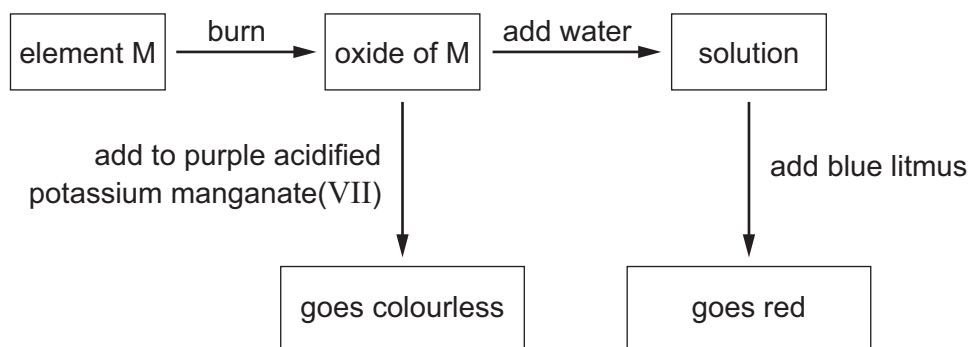 element M
burn
oxide of M
add water
solution
add to purple acidified
potassium manganate(VII)
add blue litmus
goes colourless
goes red